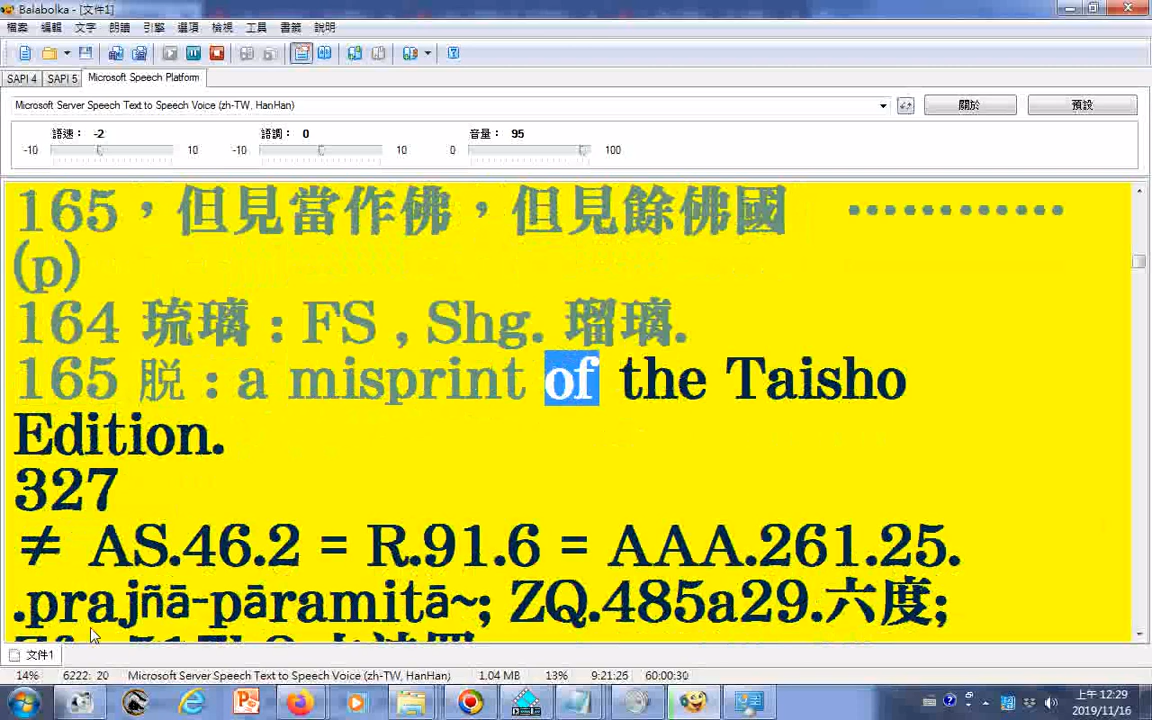 Balabolka - [文件1]
檔案 編輯 文字 朗讀 引擎 選項 檢視 工具 書籤 說明
SAPI 4 SAPI 5 Microsoft Speech Platform
Microsoft Server Speech Text to Speech Voice (zh-TW, HanHan) 關於 預設
語速： -2 語調： 0 音量： 95
-10 10 -10 10 0 100
165，但見當作佛，但見餘佛國 ············
(p)
164 琉璃 : FS , Shg. 瑠璃.
165 脱 : a misprint of the Taisho
Edition.
327
≠ AS.46.2 = R.91.6 = AAA.261.25.
.prajñā-pāramitā~; ZQ.485a29.六度;
文件1
14% 6222: 20 Microsoft Server Speech Text to Speech Voice (zh-TW, HanHan) 1.04 MB 13% 9:21:25 60:00:30
上午 12:29
2019/11/16